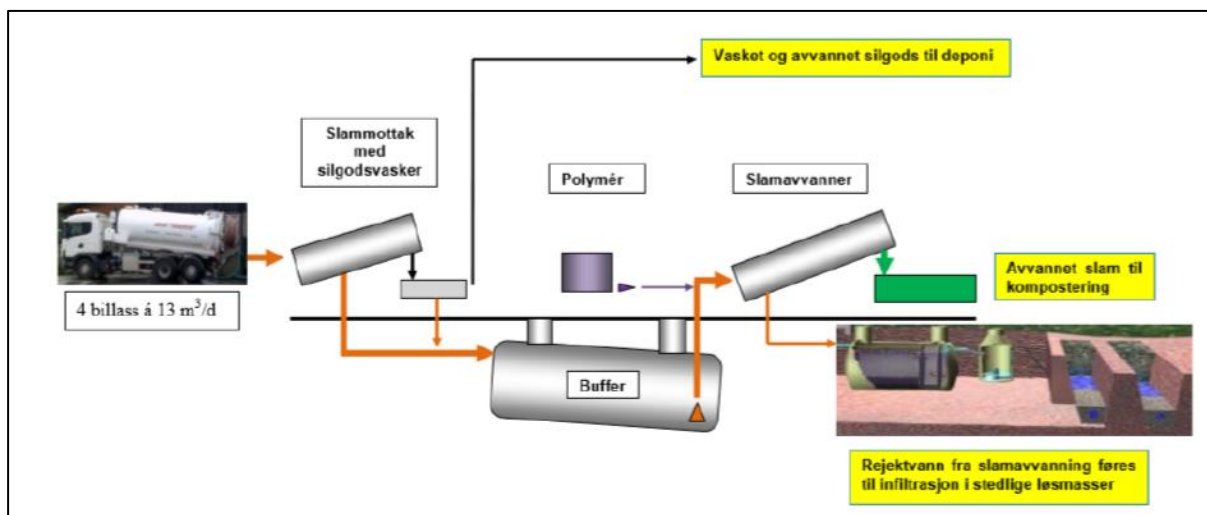 Vasket og avvannet silgods til deponi
Slammottak
med
silgodsvasker
Polymér
Slamavvanner
4 billass á 13 m³/d
Avvannet slam til
kompostering
Buffer
Rejektvann fra slamavvanning føres
til infiltrasjon i stedlige løsmasser